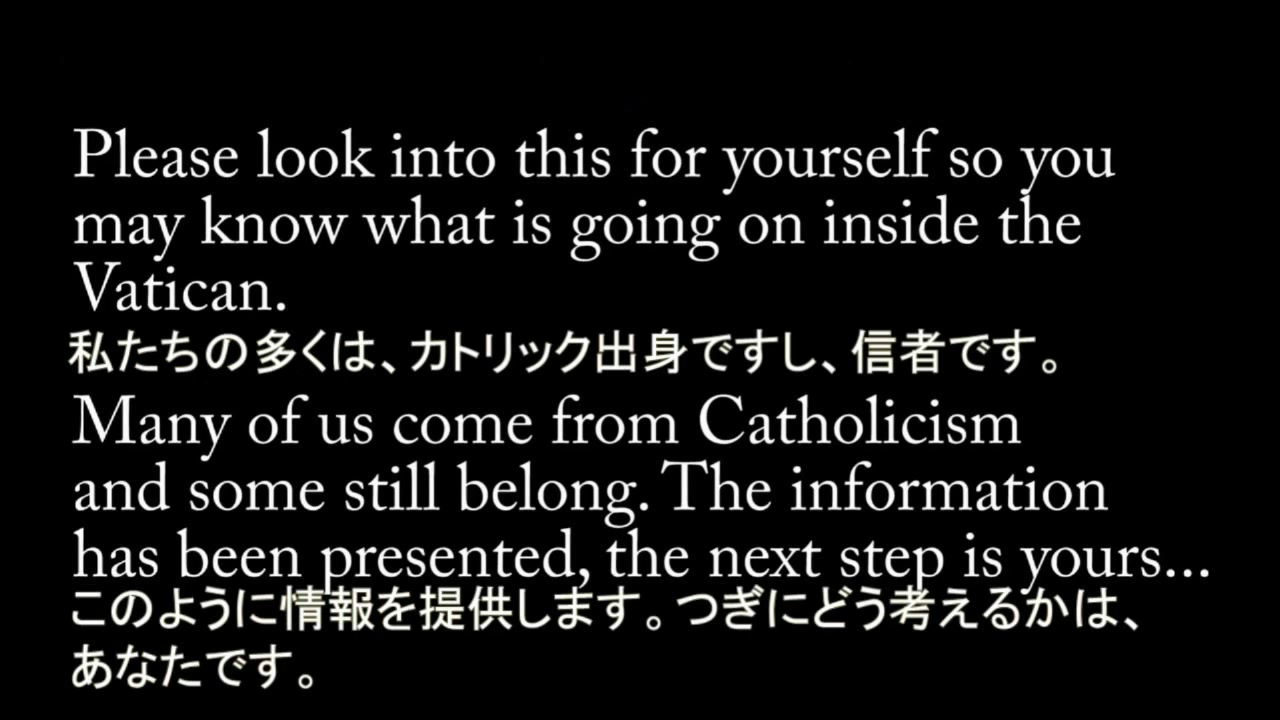 Please look into this for yourself so you
may know what is going on inside the
Vatican.
私たちの多くは、カトリック出身ですし、信者です。
Many of us come from Catholicism
and some still belong. The information
has been presented, the next step is yours...
このように情報を提供します。つぎにどう考えるかは、
あなたです。